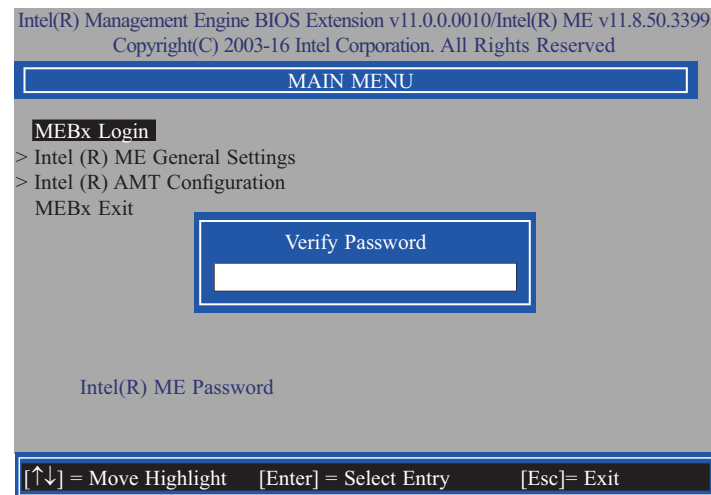 Intel(R) Management Engine BIOS Extension v11.0.0.0010/Intel(R) ME v11.8.50.3399
Copyright(C) 2003-16 Intel Corporation. All Rights Reserved
MAIN MENU
MEBx Login
> Intel (R) ME General Settings
> Intel (R) AMT Configuration
MEBx Exit
Verify Password
Intel(R) ME Password
[↑↓] = Move Highlight [Enter] = Select Entry [Esc]= Exit